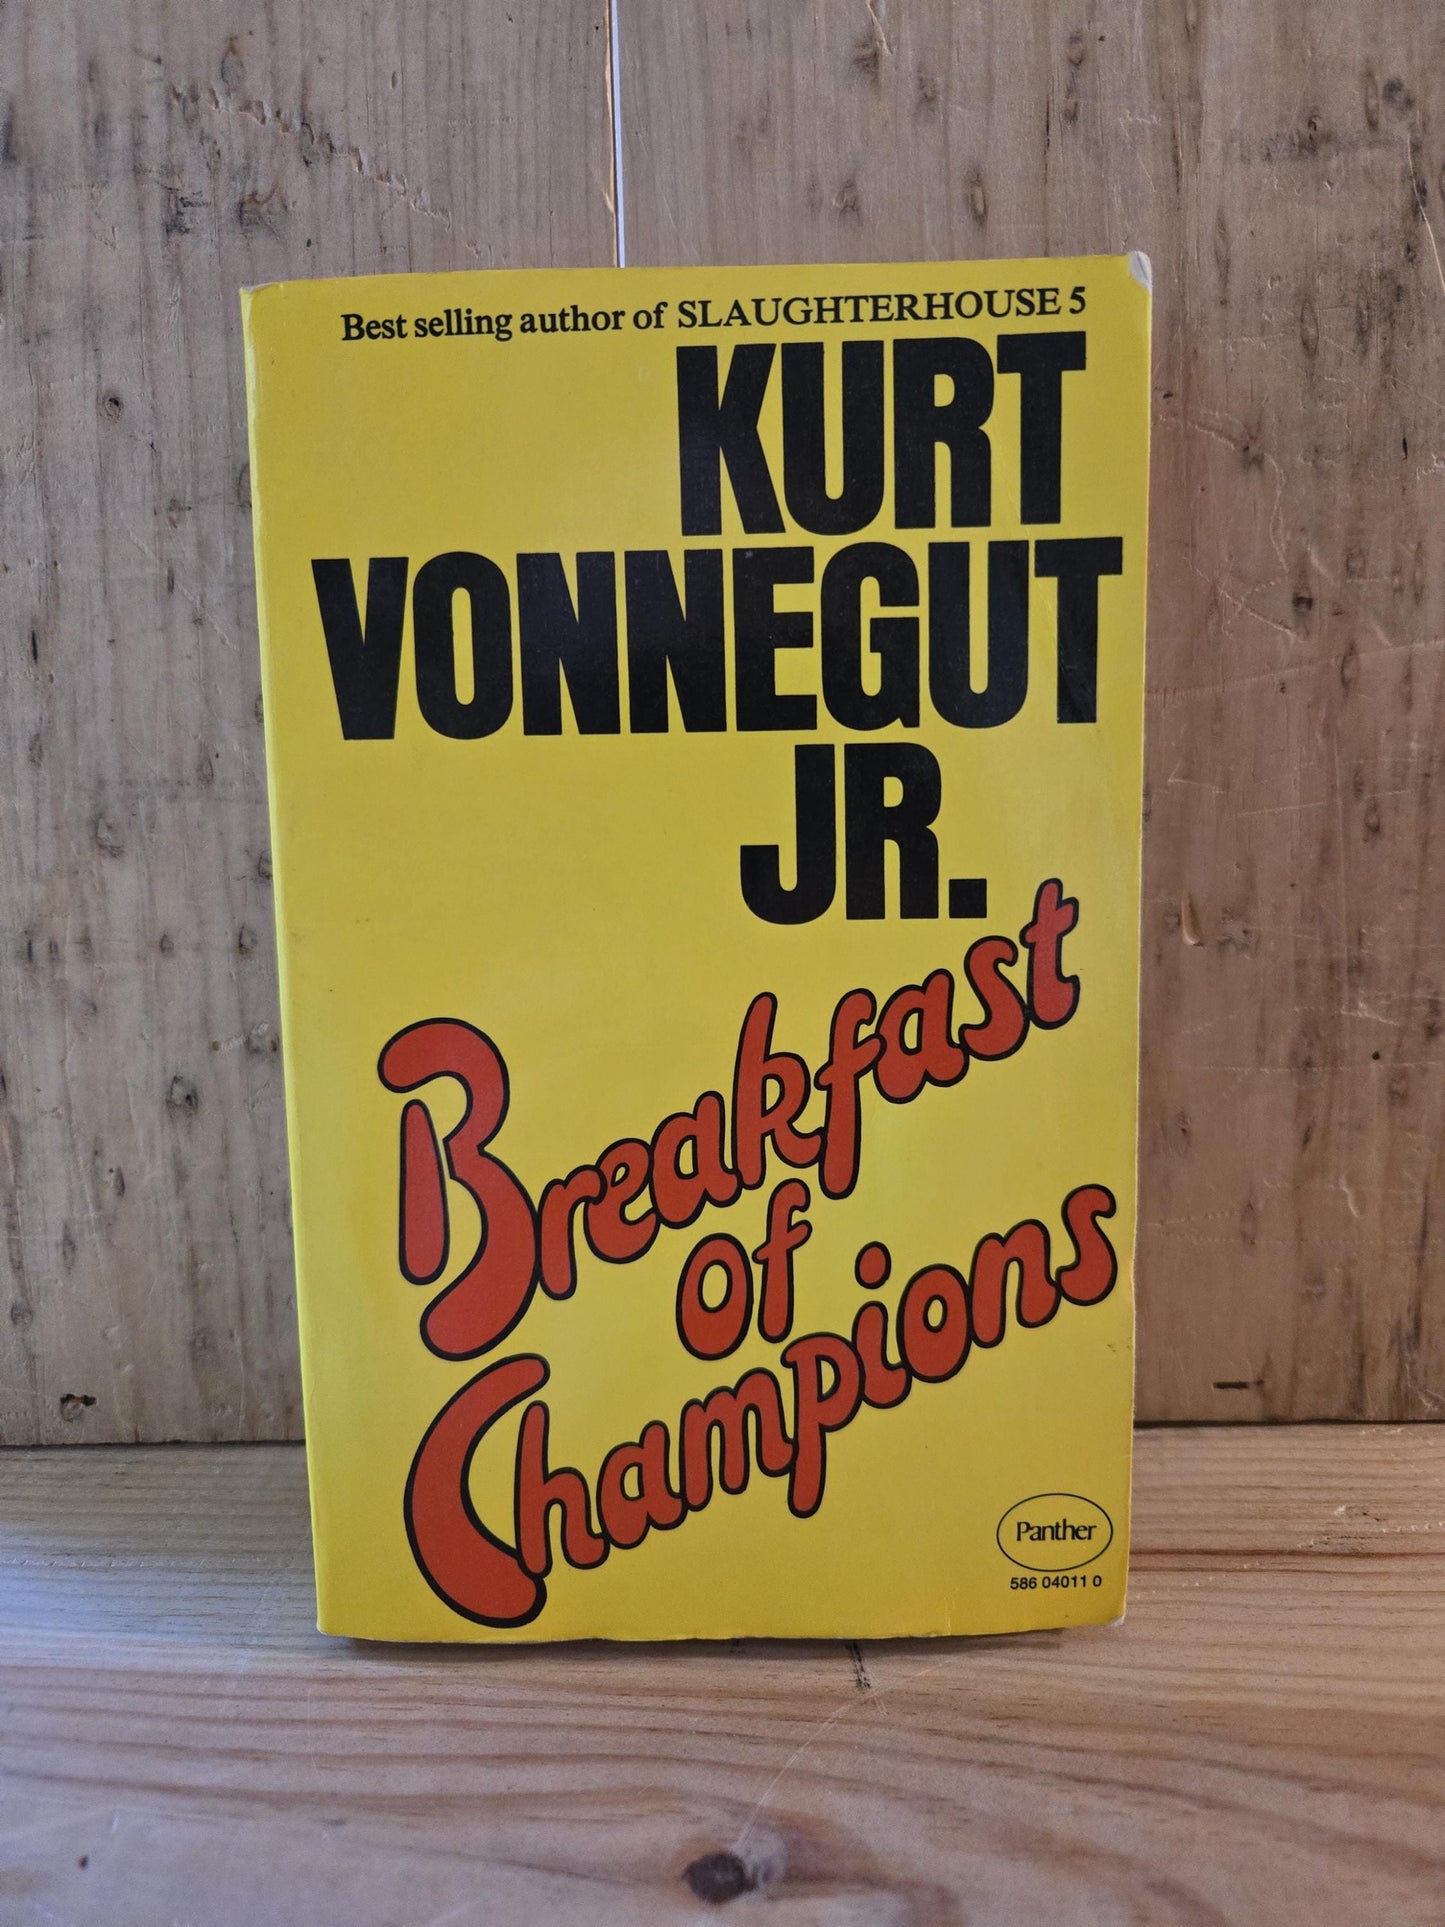 Best selling author of SLAUGHTERHOUSE 5
KURT
VONNEGUT
JR.
Breakfast
of
Champions
Panther
586 04011 0